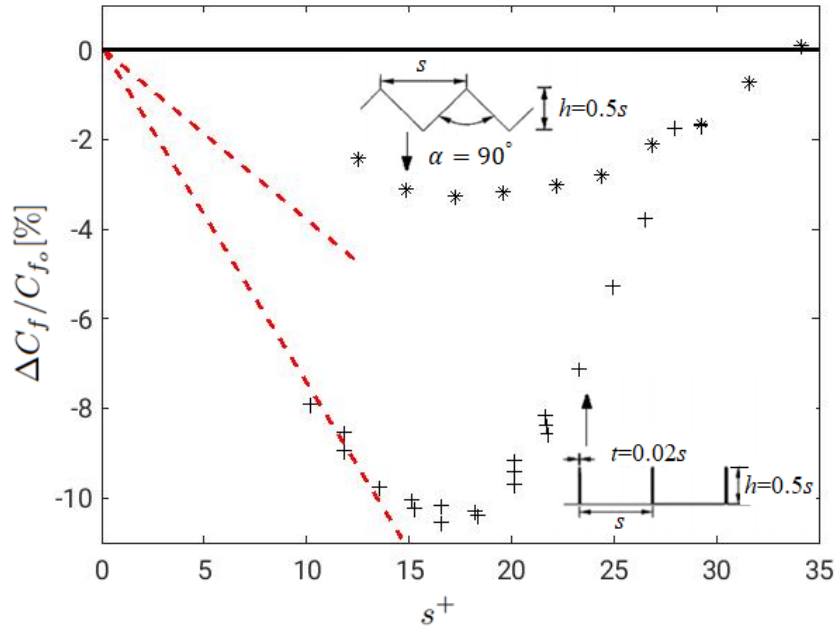 ΔC_f/C_{f_o}[%]
0
-2
-4
-6
-8
-10
s
h=0.5s
α = 90°
t=0.02s
h=0.5s
s
0 5 10 15 20 25 30 35
s⁺